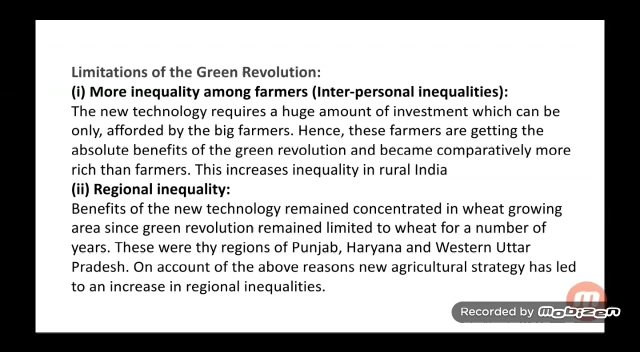 Limitations of the Green Revolution:
(i) More inequality among farmers (Inter-personal inequalities):
The new technology requires a huge amount of investment which can be
only, afforded by the big farmers. Hence, these farmers are getting the
absolute benefits of the green revolution and became comparatively more
rich than farmers. This increases inequality in rural India
(ii) Regional inequality:
Benefits of the new technology remained concentrated in wheat growing
area since green revolution remained limited to wheat for a number of
years. These were thy regions of Punjab, Haryana and Western Uttar
Pradesh. On account of the above reasons new agricultural strategy has led
to an increase in regional inequalities.
Recorded by Mobizen